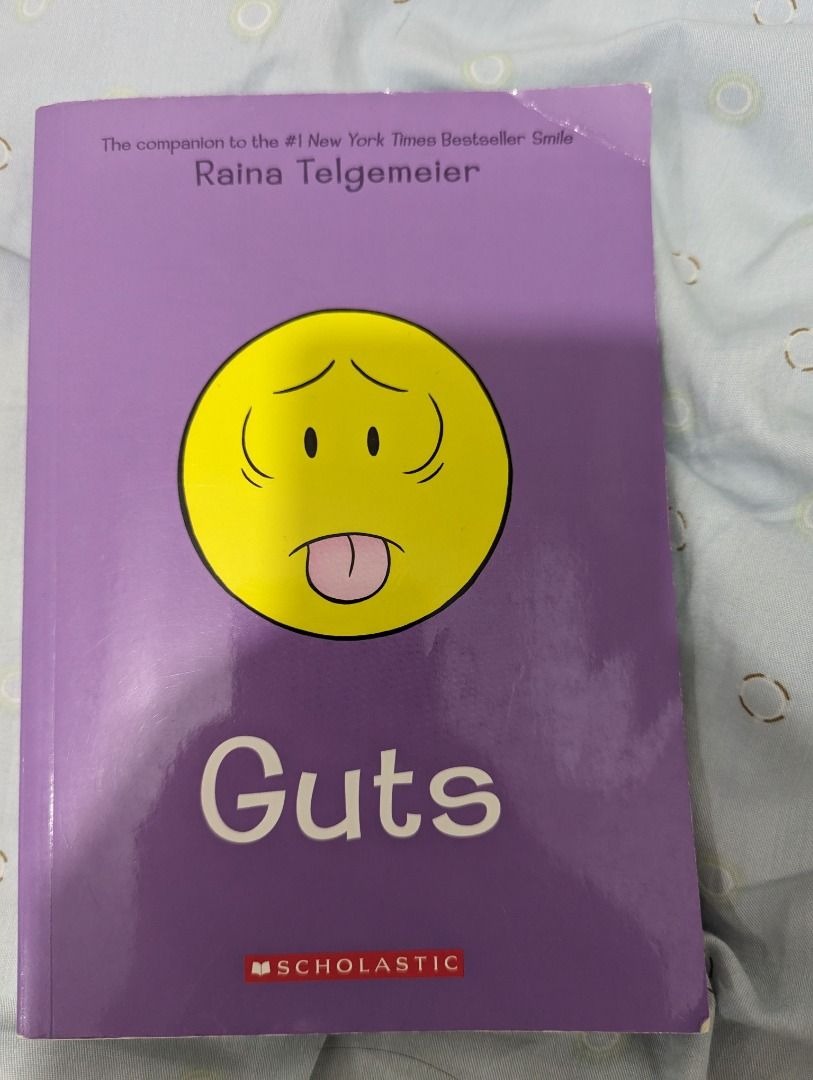 The companion to the #1 New York Times Bestseller Smile
Raina Telgemeier
Guts
SCHOLASTIC